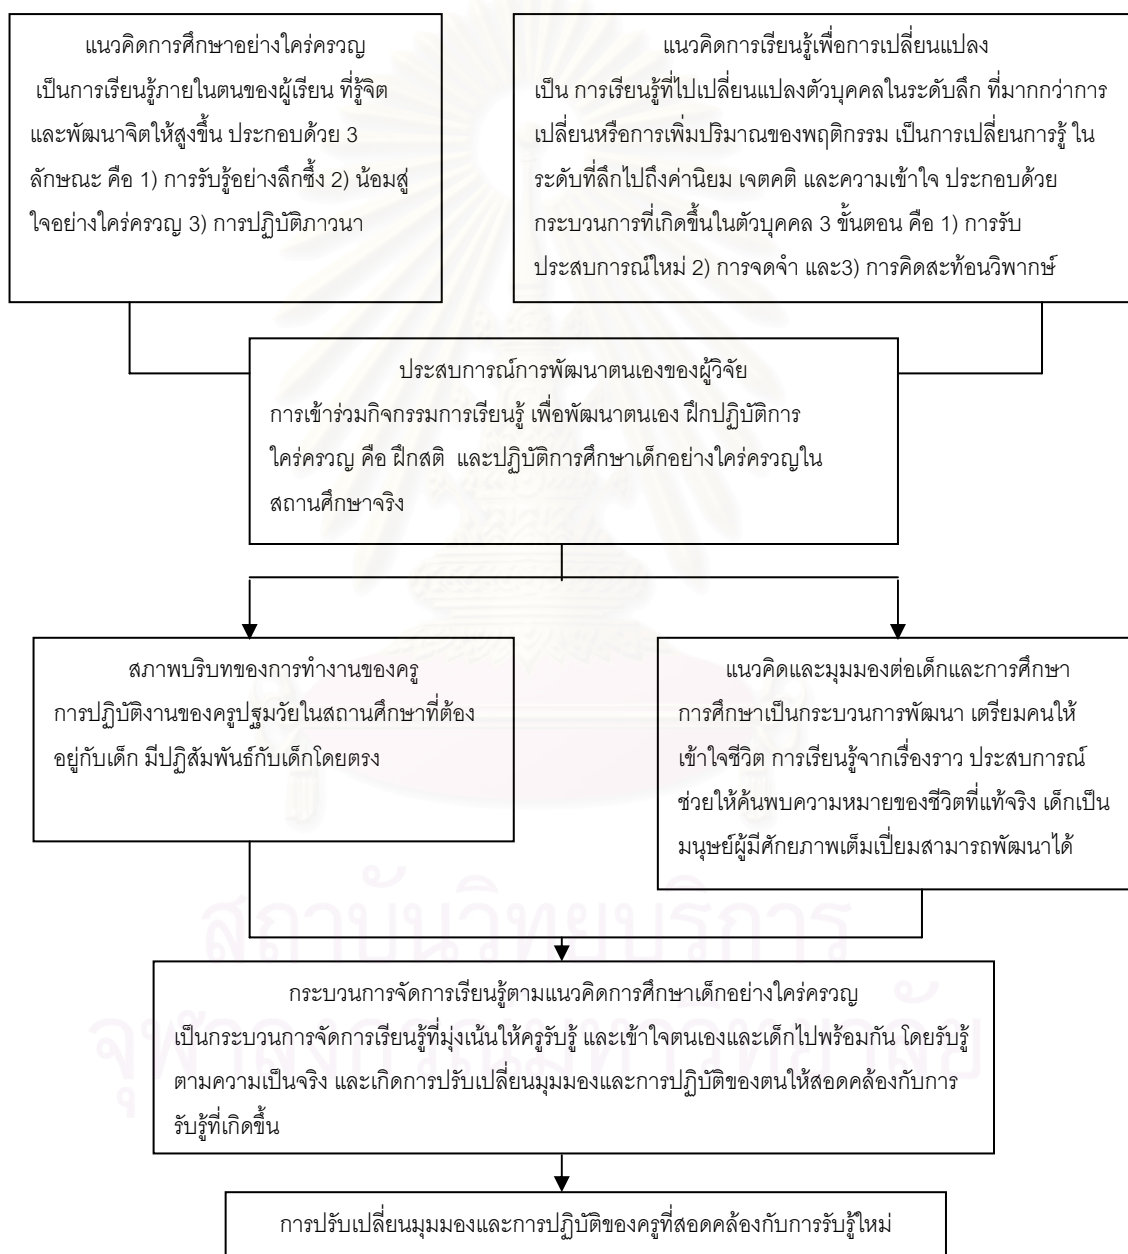 แนวคิดการศึกษาอย่างใคร่ครวญ
เป็นการเรียนรู้ภายในตนของผู้เรียน ที่รู้จิต
และพัฒนาจิตให้สูงขึ้น ประกอบด้วย 3
ลักษณะ คือ 1) การรับรู้อย่างลึกซึ้ง 2) น้อมสู่
ใจอย่างใคร่ครวญ 3) การปฏิบัติภาวนา
แนวคิดการเรียนรู้เพื่อการเปลี่ยนแปลง
เป็น การเรียนรู้ที่ไปเปลี่ยนแปลงตัวบุคคลในระดับลึก ที่มากกว่าการ
เปลี่ยนหรือการเพิ่มปริมาณของพฤติกรรม เป็นการเปลี่ยนการรู้ ใน
ระดับที่ลึกไปถึงค่านิยม เจตคติ และความเข้าใจ ประกอบด้วย
กระบวนการที่เกิดขึ้นในตัวบุคคล 3 ขั้นตอน คือ 1) การรับ
ประสบการณ์ใหม่ 2) การจดจำ และ3) การคิดสะท้อนวิพากษ์
ประสบการณ์การพัฒนาตนเองของผู้วิจัย
การเข้าร่วมกิจกรรมการเรียนรู้ เพื่อพัฒนาตนเอง ฝึกปฏิบัติการ
ใคร่ครวญ คือ ฝึกสติ และปฏิบัติการศึกษาเด็กอย่างใคร่ครวญใน
สถานศึกษาจริง
สภาพบริบทของการทำงานของครู
การปฏิบัติงานของครูปฐมวัยในสถานศึกษาที่ต้อง
อยู่กับเด็ก มีปฏิสัมพันธ์กับเด็กโดยตรง
แนวคิดและมุมมองต่อเด็กและการศึกษา
การศึกษาเป็นกระบวนการพัฒนา เตรียมคนให้
เข้าใจชีวิต การเรียนรู้จากเรื่องราว ประสบการณ์
ช่วยให้ค้นพบความหมายของชีวิตที่แท้จริง เด็กเป็น
มนุษย์ผู้มีศักยภาพเต็มเปี่ยมสามารถพัฒนาได้
สถาบันวิทยบริการ
จุฬาลงกรณ์มหาวิทยาลัย
กระบวนการจัดการเรียนรู้ตามแนวคิดการศึกษาเด็กอย่างใคร่ครวญ
เป็นกระบวนการจัดการเรียนรู้ที่มุ่งเน้นให้ครูรับรู้ และเข้าใจตนเองและเด็กไปพร้อมกัน โดยรับรู้
ตามความเป็นจริง และเกิดการปรับเปลี่ยนมุมมองและการปฏิบัติของตนให้สอดคล้องกับการ
รับรู้ที่เกิดขึ้น
การปรับเปลี่ยนมุมมองและการปฏิบัติของครูที่สอดคล้องกับการรับรู้ใหม่